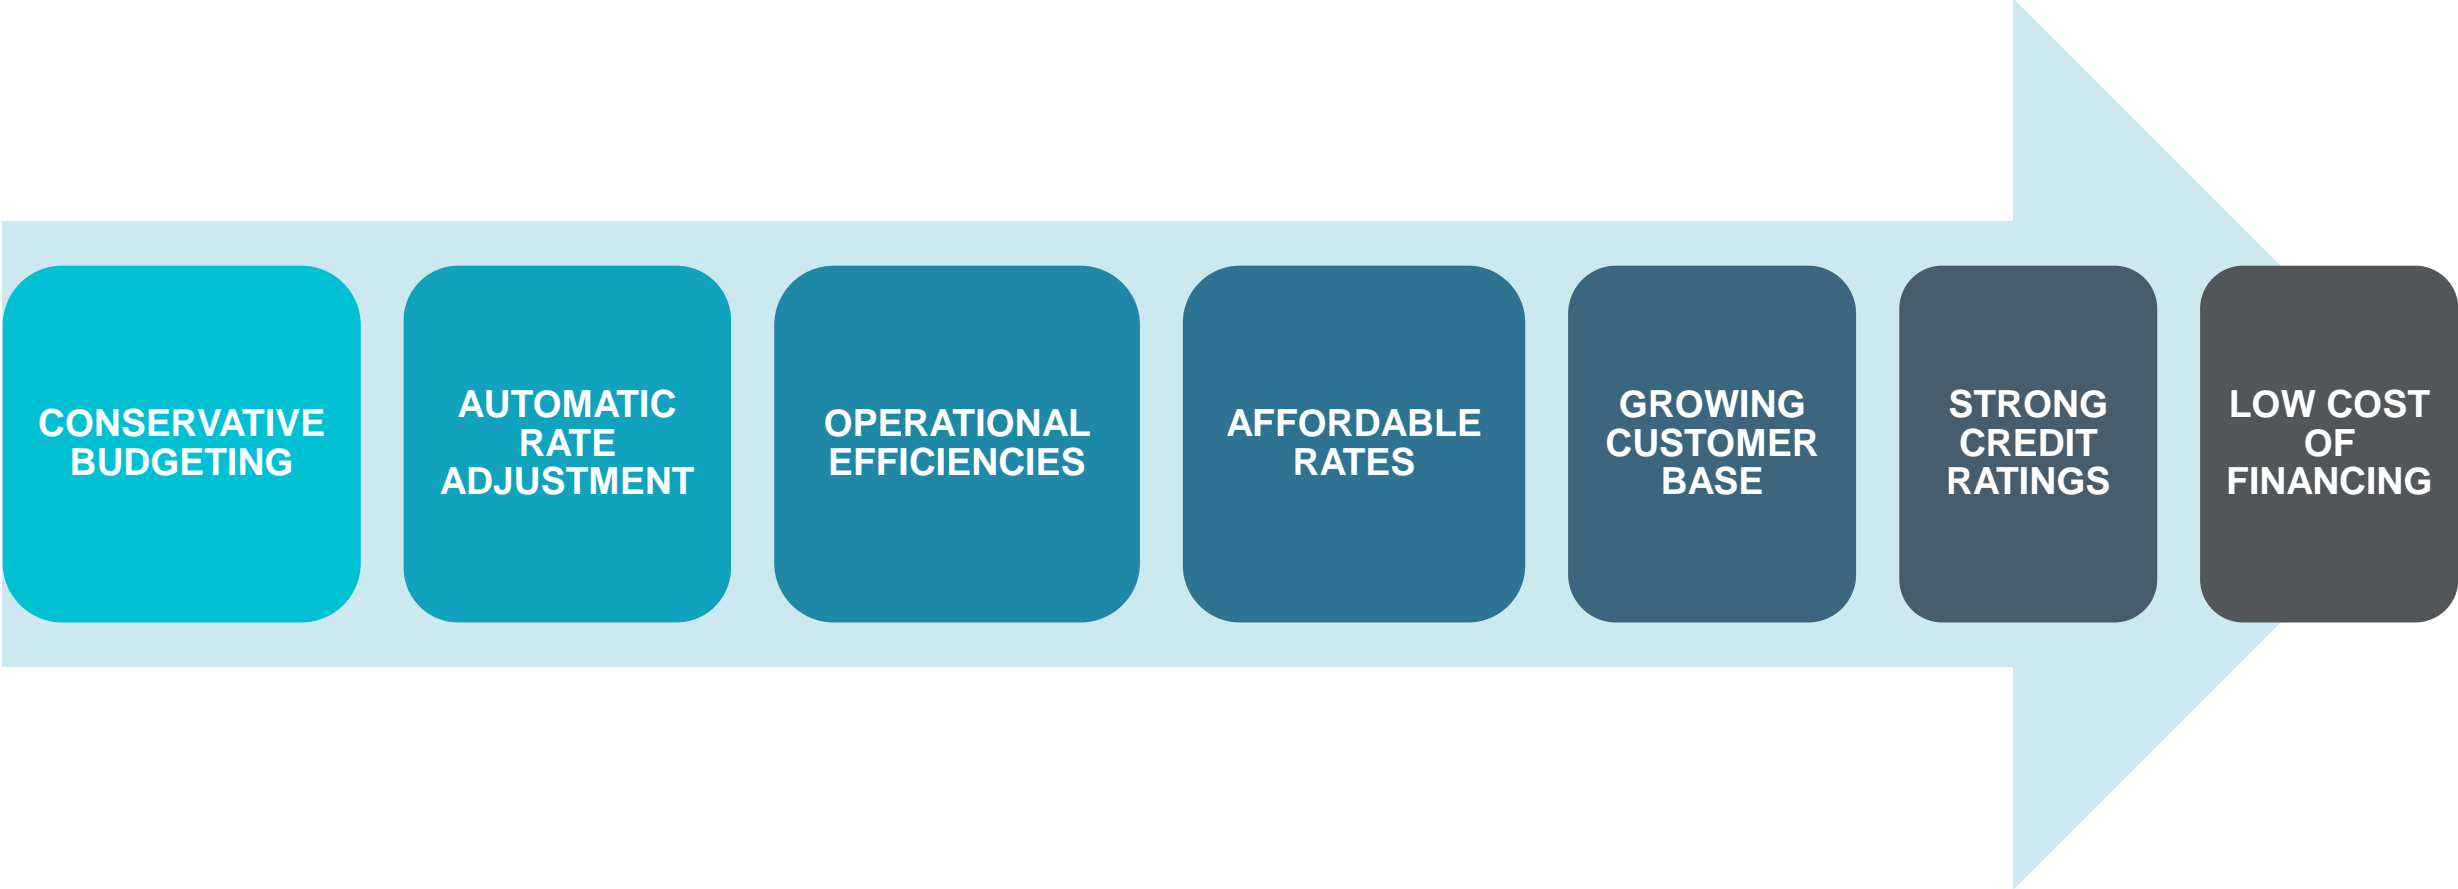 CONSERVATIVE
BUDGETING
AUTOMATIC
RATE
ADJUSTMENT
OPERATIONAL
EFFICIENCIES
AFFORDABLE
RATES
GROWING
CUSTOMER
BASE
STRONG
CREDIT
RATINGS
LOW COST
OF
FINANCING